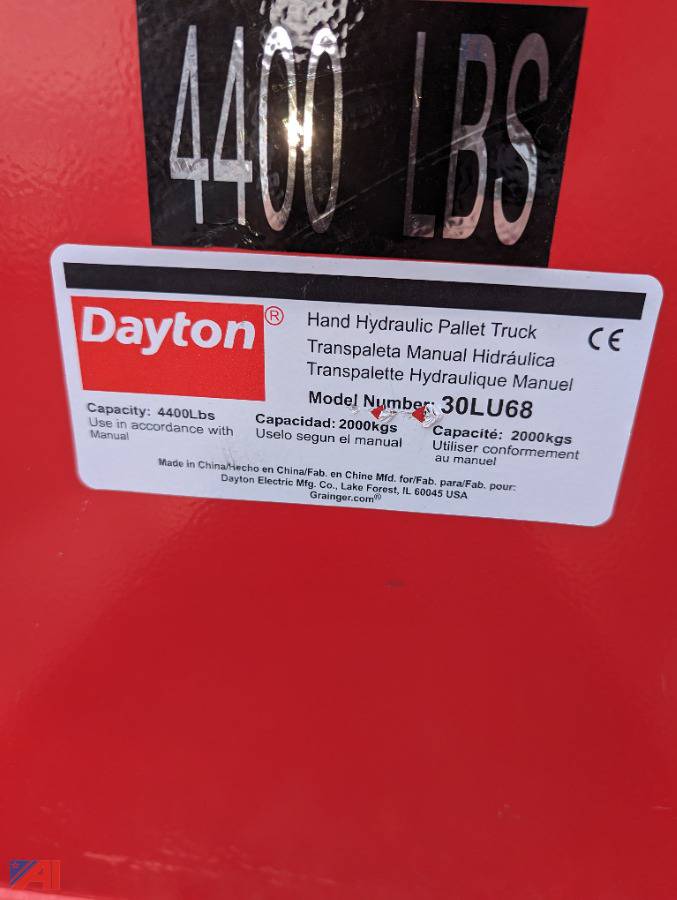 4400 LBS
Dayton®
Hand Hydraulic Pallet Truck
Transpaleta Manual Hidráulica
Transpalette Hydraulique Manuel
CE
Model Number: 30LU68
Capacity: 4400Lbs
Use in accordance with
Manual
Capacidad: 2000kgs
Uselo segun el manual
Capacité: 2000kgs
Utiliser conformement
au manuel
Made in China/Hecho en China/Fab. en Chine Mfd. for/Fab. para/Fab. pour:
Dayton Electric Mfg. Co., Lake Forest, IL 60045 USA
Grainger.com®
AI